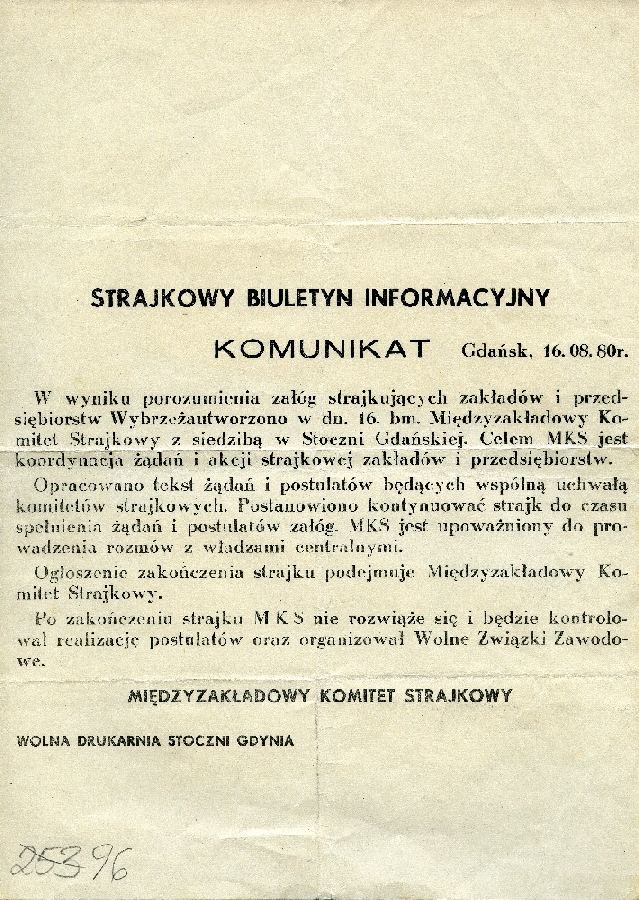 STRAJKOWY BIULETYN INFORMACYJNY
KOMUNIKAT Gdańsk, 16.08.80r.
W wyniku porozumienia załóg strajkujących zakładów i przed-
siębiorstw Wybrzeżautworzono w dn. 16. bm. Międzyzakładowy Ko-
mitet Strajkowy z siedzibą w Stoczni Gdańskiej. Celem MKS jest
koordynacja żądań i akcji strajkowej zakładów i przedsiębiorstw.
Opracowano tekst żądań i postulatów będących wspólną uchwałą
komitetów strajkowych. Postanowiono kontynuować strajk do czasu
spełnienia żądań i postulatów załóg. MKS jest upoważniony do pro-
wadzenia rozmów z władzami centralnymi.
Ogłoszenie zakończenia strajku podejmuje Międzyzakładowy Ko-
mitet Strajkowy.
Po zakończeniu strajku MKS nie rozwiąże się i będzie kontrolo-
wał realizację postulatów oraz organizował Wolne Związki Zawodo-
we.
MIĘDZYZAKŁADOWY KOMITET STRAJKOWY
WOLNA DRUKARNIA STOCZNI GDYNIA
25396